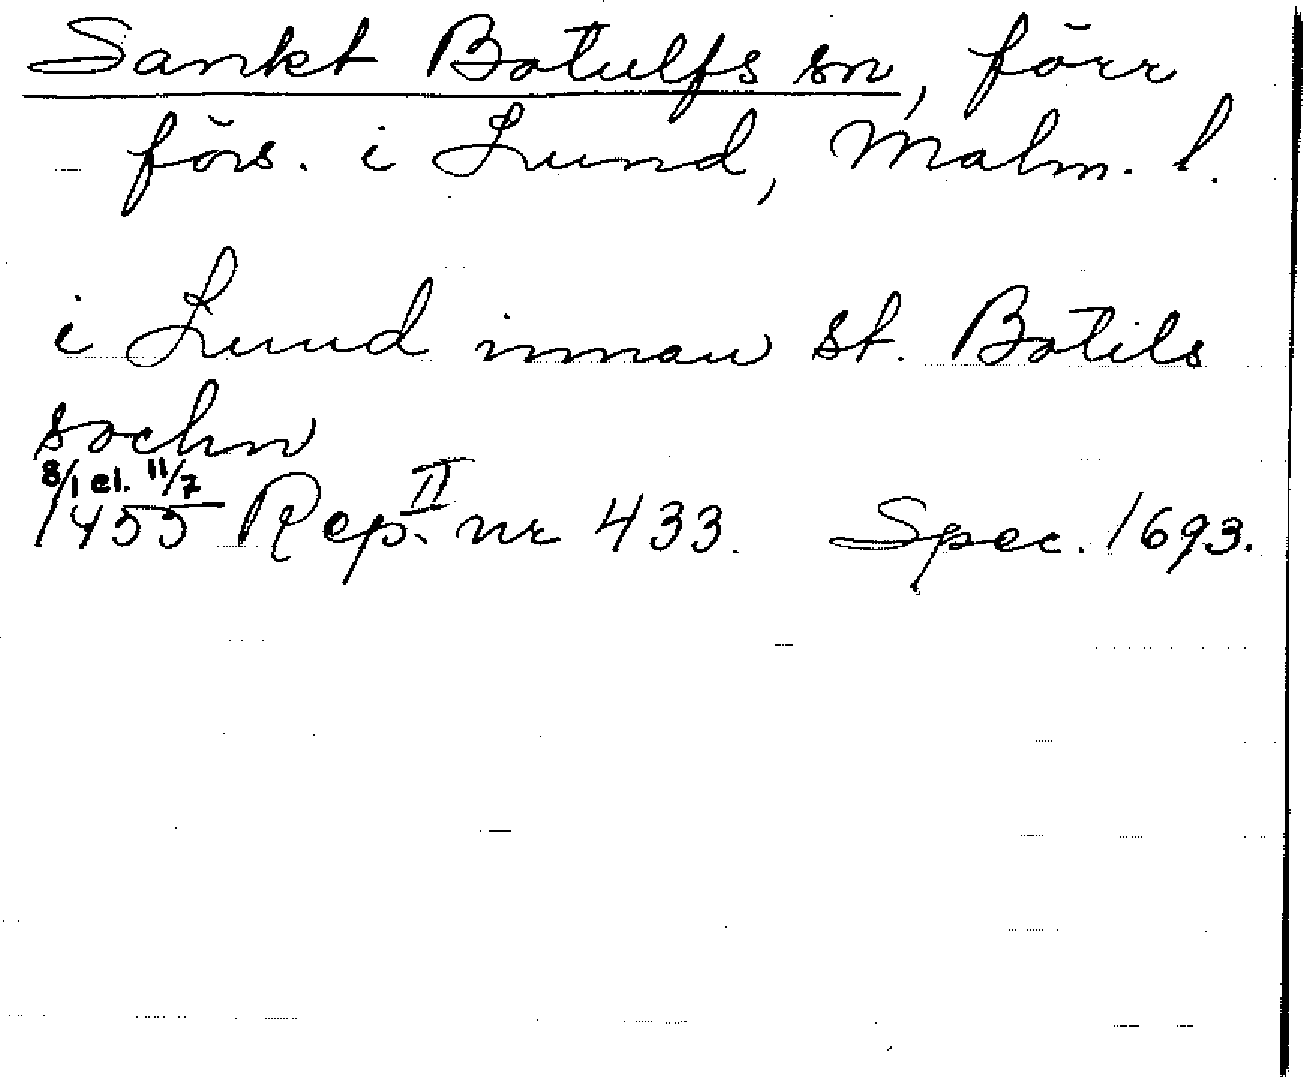 Sankt Botulfs sn, förr
förs. i Lund, Malm. l.
i Lund innan st. Botils
sochn
8/1 el. 11/7
1455 Rep. II nr 433. Spec. 1693.